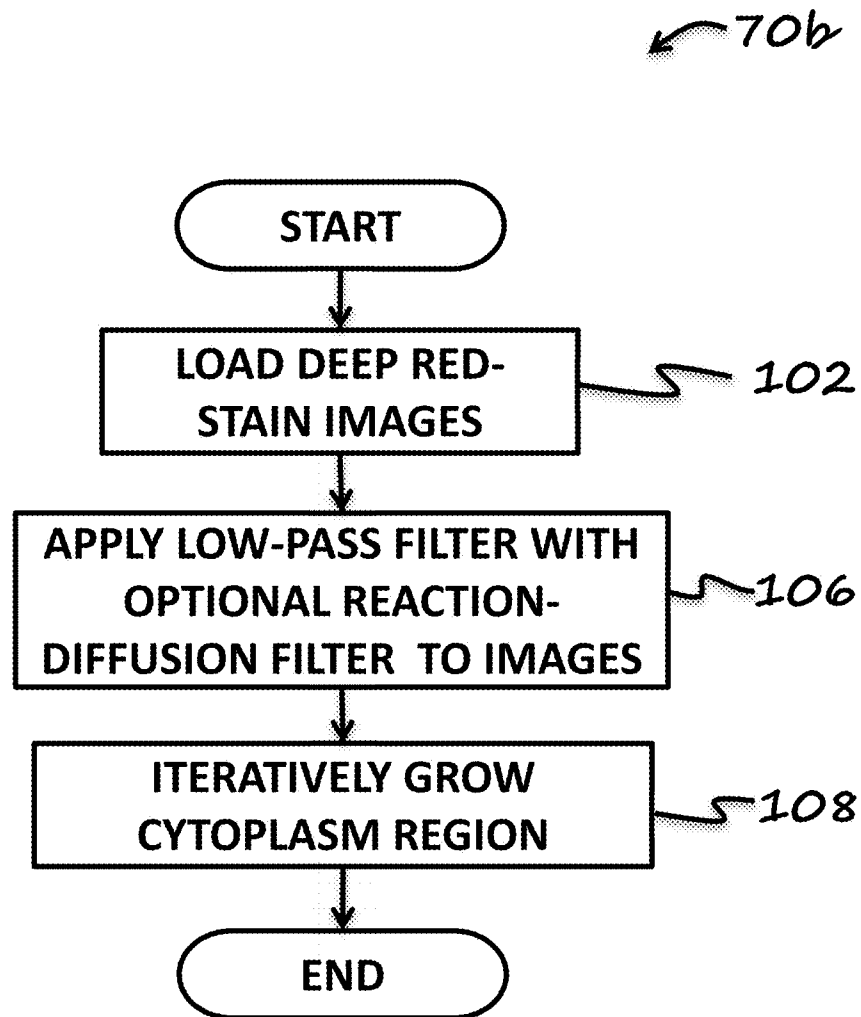 70b
START
LOAD DEEP RED-
STAIN IMAGES
102
APPLY LOW-PASS FILTER WITH
OPTIONAL REACTION-
DIFFUSION FILTER TO IMAGES
106
ITERATIVELY GROW
CYTOPLASM REGION
108
END